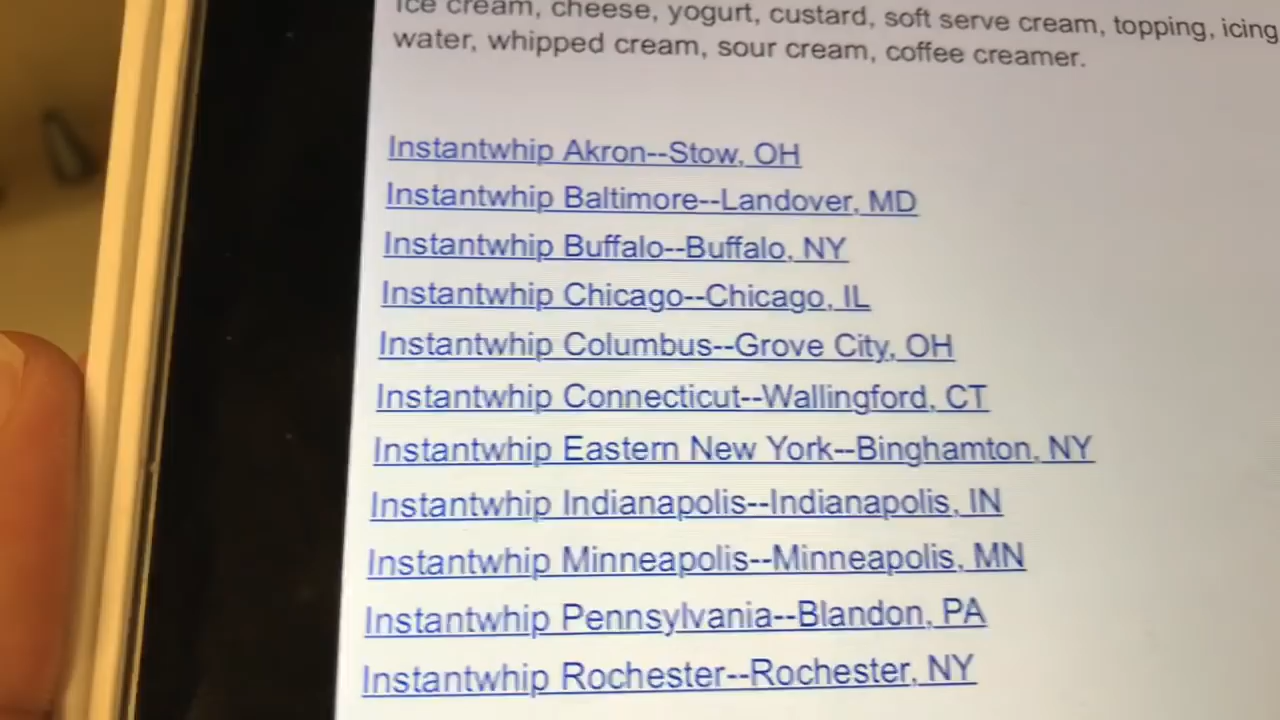 Ice cream, cheese, yogurt, custard, soft serve cream, topping, icing
water, whipped cream, sour cream, coffee creamer.
Instantwhip Akron--Stow, OH
Instantwhip Baltimore--Landover, MD
Instantwhip Buffalo--Buffalo, NY
Instantwhip Chicago--Chicago, IL
Instantwhip Columbus--Grove City, OH
Instantwhip Connecticut--Wallingford, CT
Instantwhip Eastern New York--Binghamton, NY
Instantwhip Indianapolis--Indianapolis, IN
Instantwhip Minneapolis--Minneapolis, MN
Instantwhip Pennsylvania--Blandon, PA
Instantwhip Rochester--Rochester, NY